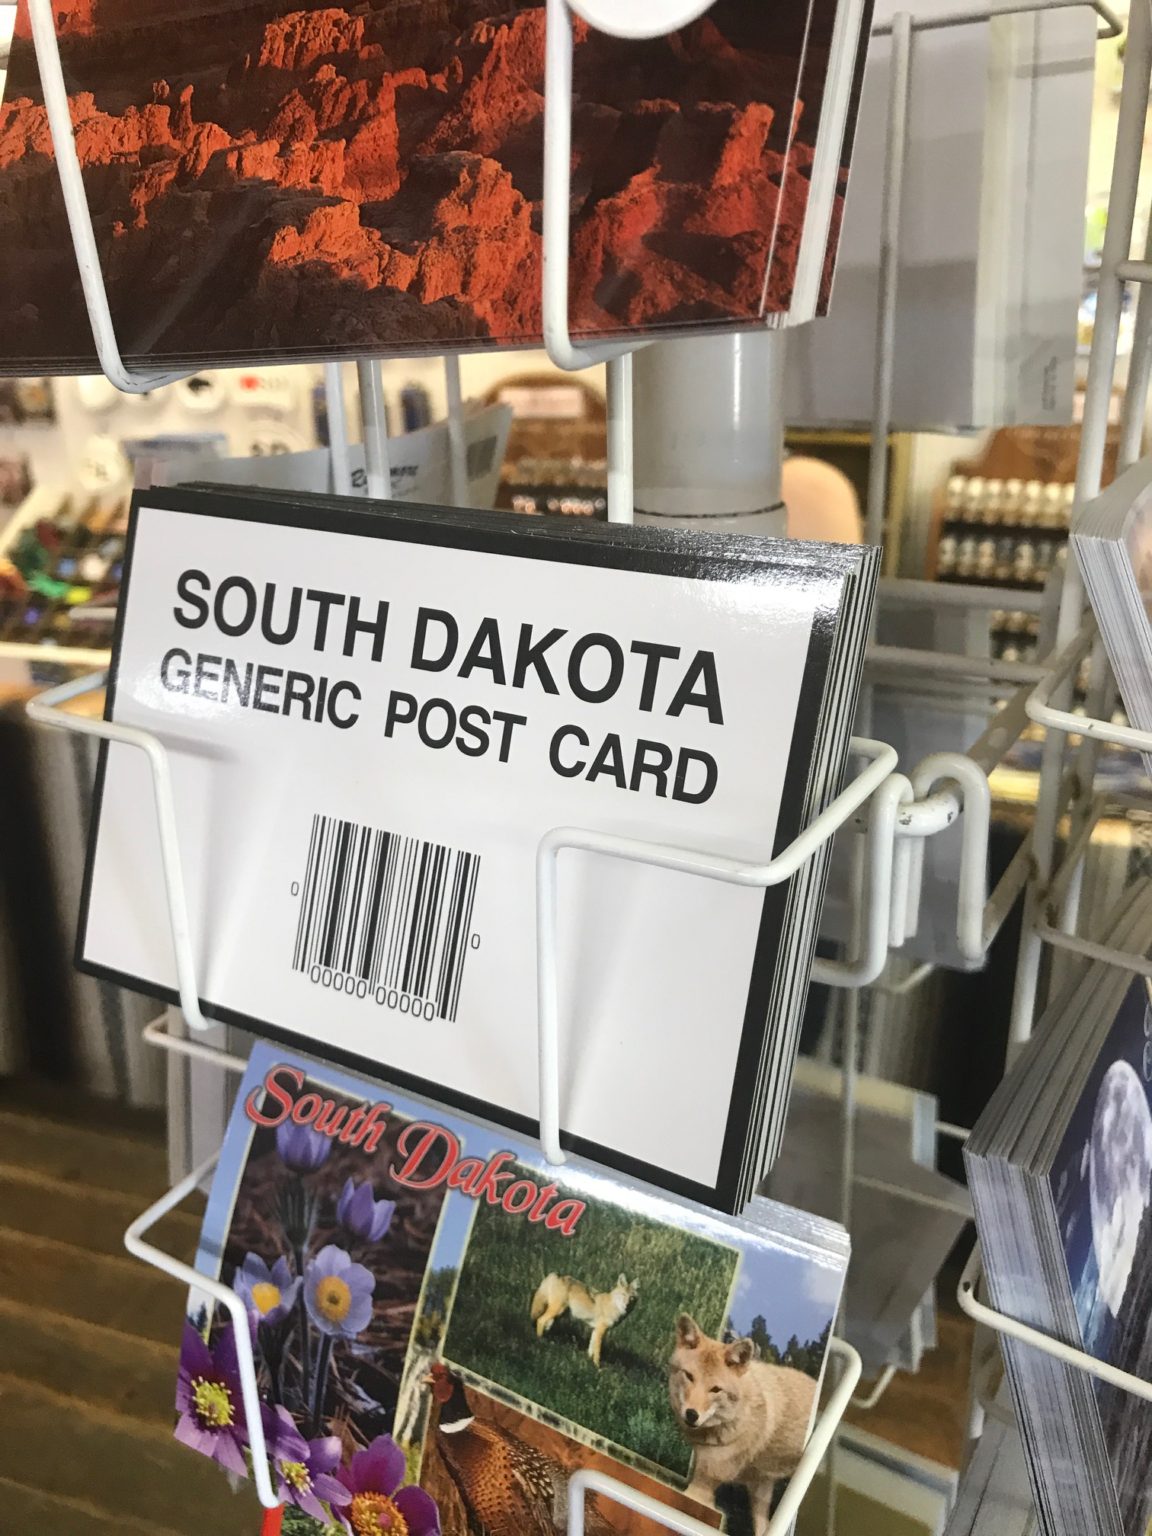 SOUTH DAKOTA
GENERIC POST CARD
0 00000 00000 0
South Dakota